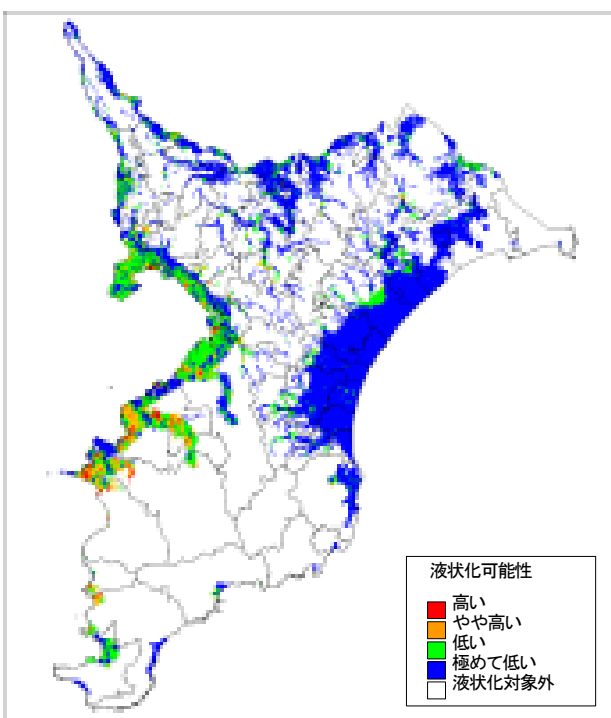 液状化可能性
高い
やや高い
低い
極めて低い
液状化対象外